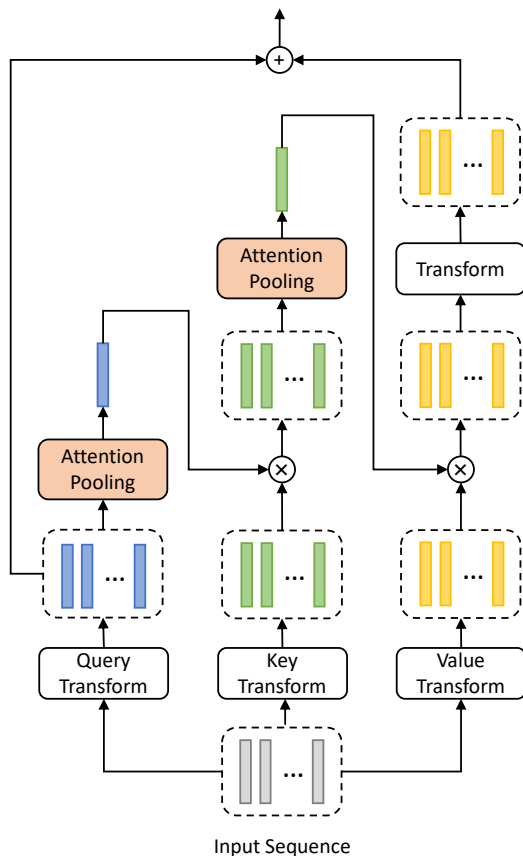 +
...
Attention
Pooling
Transform
...
...
...
Attention
Pooling
×
×
...
...
...
Query
Transform
Key
Transform
Value
Transform
...
Input Sequence